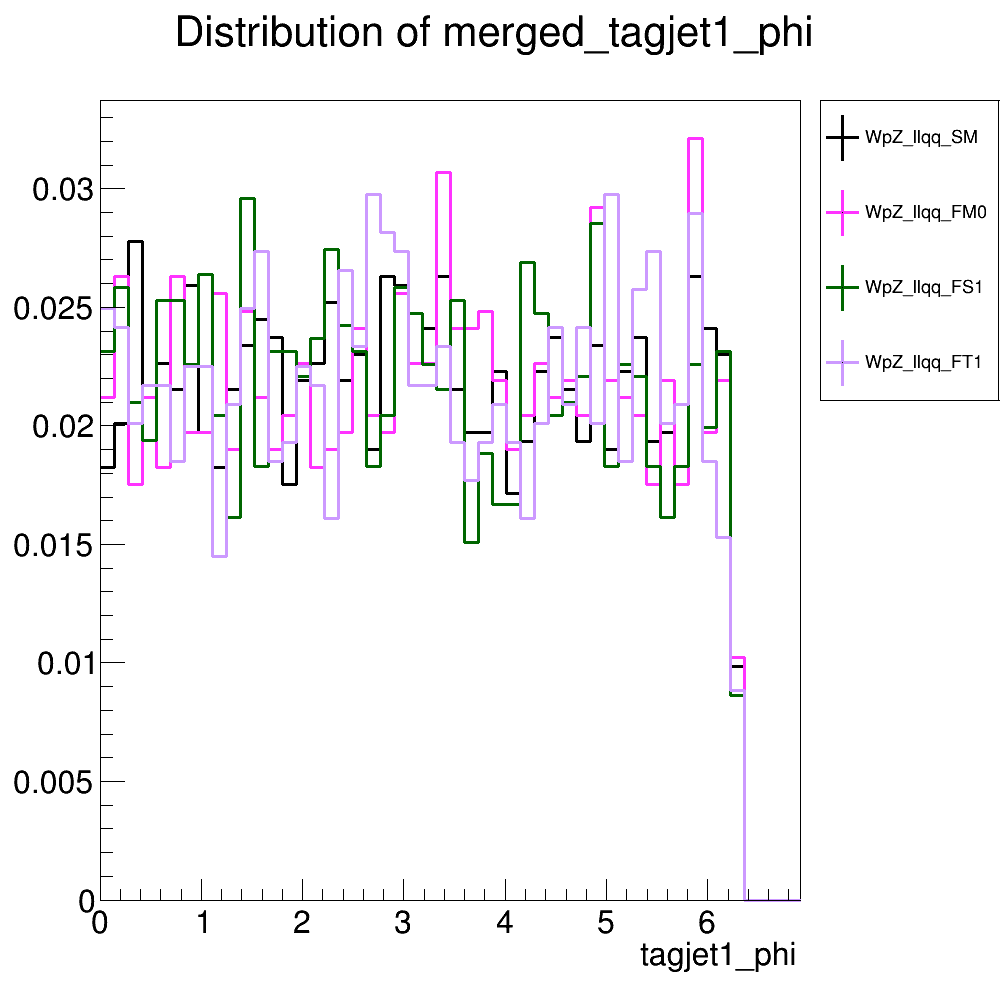 Distribution of merged_tagjet1_phi
WpZ_llqq_SM
WpZ_llqq_FM0
WpZ_llqq_FS1
WpZ_llqq_FT1
0.03
0.025
0.02
0.015
0.01
0.005
0
0 1 2 3 4 5 6
tagjet1_phi